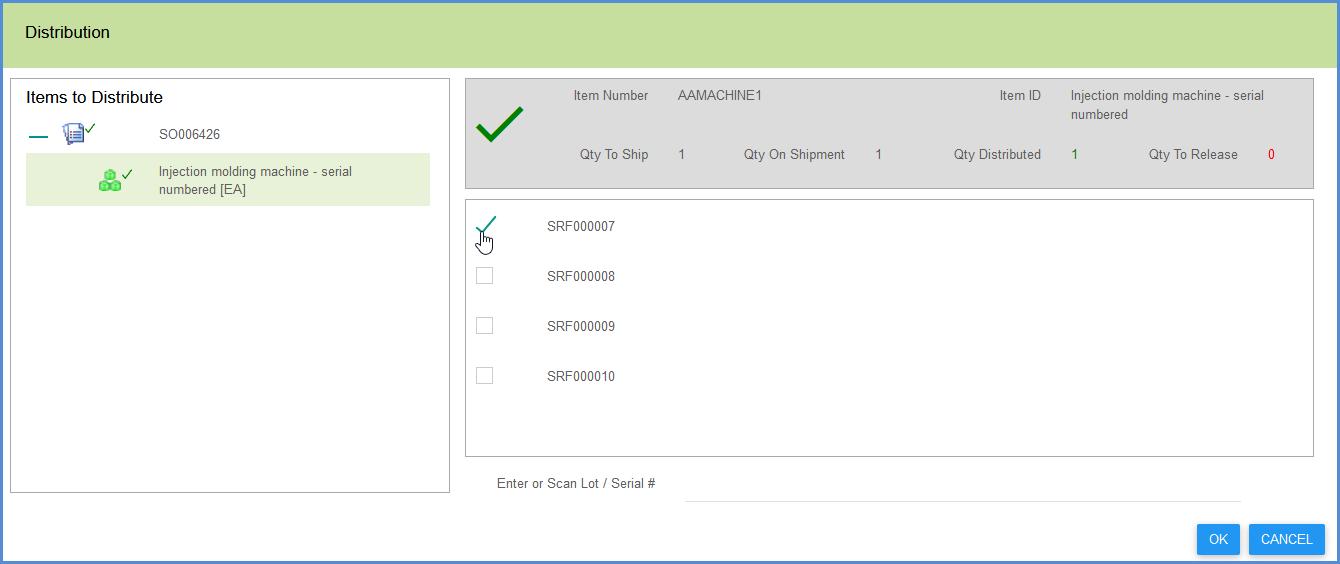 Distribution
Items to Distribute
SO006426
Injection molding machine - serial
numbered [EA]
Item Number AAMACHINE1 Item ID Injection molding machine - serial
numbered
Qty To Ship 1 Qty On Shipment 1 Qty Distributed 1 Qty To Release 0
SRF000007
SRF000008
SRF000009
SRF000010
Enter or Scan Lot / Serial #
OK CANCEL